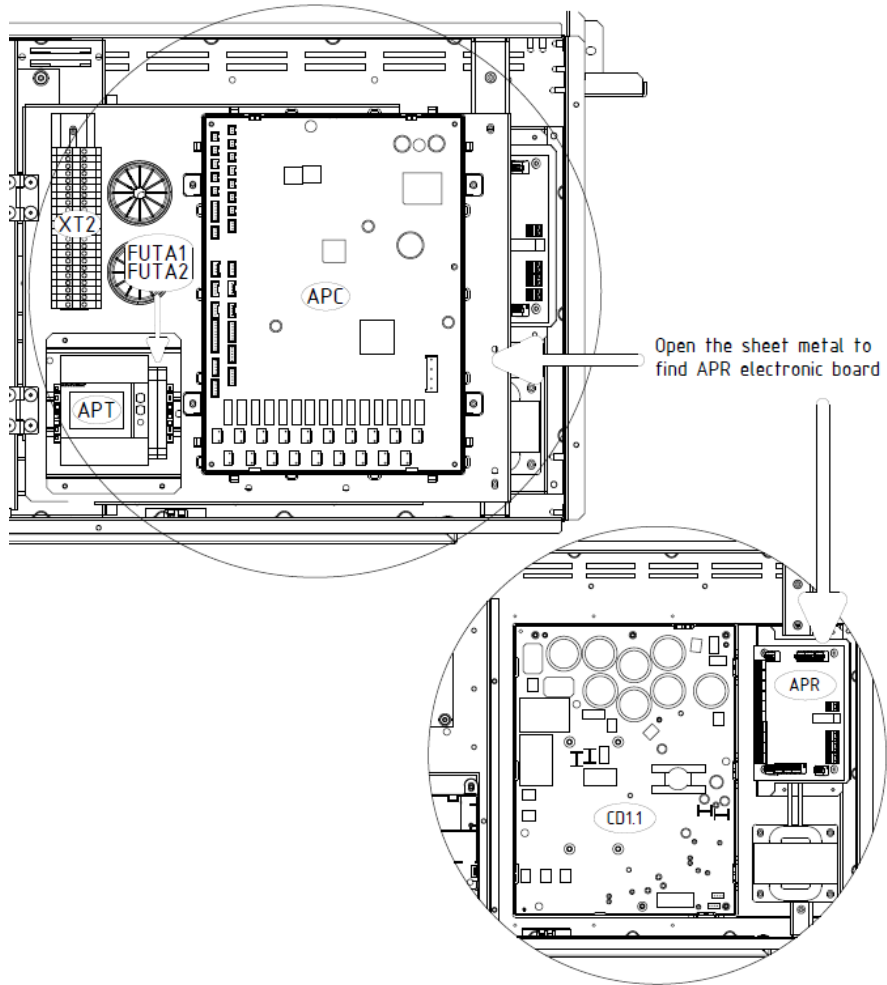 XT2
FUTA1
FUTA2
APC
APT
Open the sheet metal to
find APR electronic board
APR
CD1.1